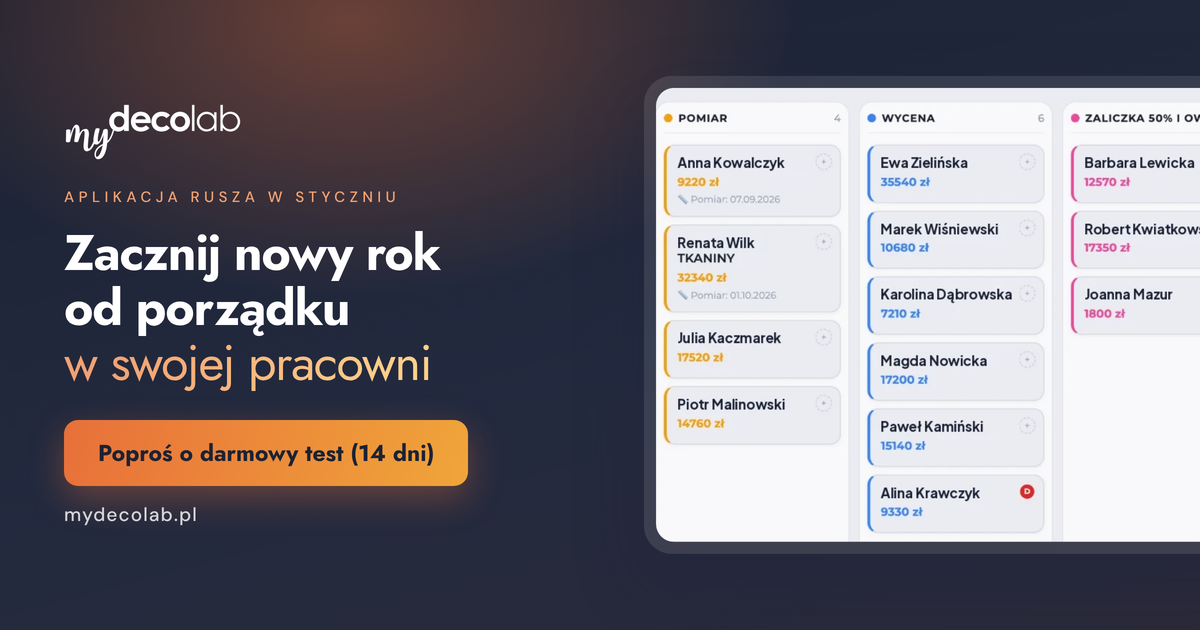 mydecolab
APLIKACJA RUSZA W STYCZNIU
Zacznij nowy rok
od porządku
w swojej pracowni
Poproś o darmowy test (14 dni)
mydecolab.pl
POMIAR 4
Anna Kowalczyk
9220 zł
Pomiar: 07.09.2026
Renata Wilk
TKANINY
32340 zł
Pomiar: 01.10.2026
Julia Kaczmarek
17520 zł
Piotr Malinowski
14760 zł
WYCENA 6
Ewa Zielińska
35540 zł
Marek Wiśniewski
10680 zł
Karolina Dąbrowska
7210 zł
Magda Nowicka
17200 zł
Paweł Kamiński
15140 zł
Alina Krawczyk
D
9330 zł
ZALICZKA 50% I
Barbara Lewicka
12570 zł
Robert
17350 zł
Joanna Mazur
1800 zł